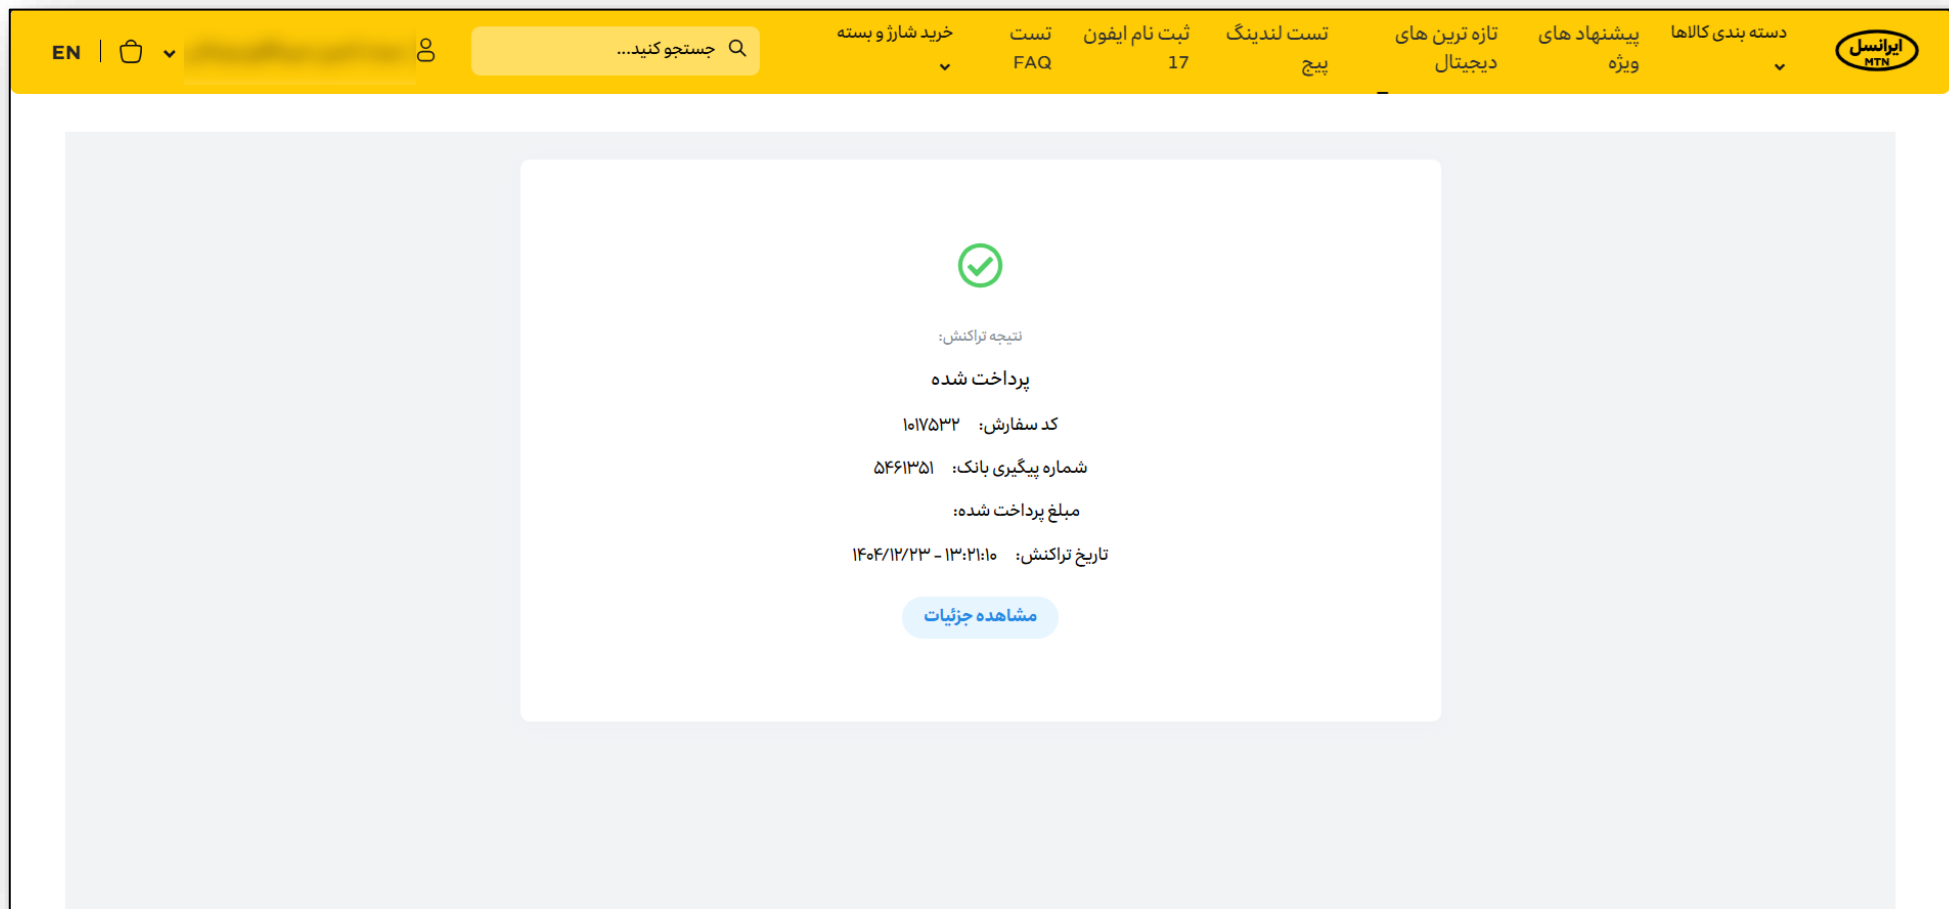 ایرانسل
MTN
دسته بندی کالاها
پیشنهاد های
ویژه
تازه ترین های
دیجیتال
تست لندینگ
پیج
ثبت نام ایفون
17
تست
FAQ
خرید شارژ و بسته
جستجو کنید...
EN
نتیجه تراکنش:
پرداخت شده
کد سفارش: ۱۰۱۷۵۳۲
شماره پیگیری بانک: ۵۴۶۱۳۵۱
مبلغ پرداخت شده:
تاریخ تراکنش: ۱۳:۲۱:۱۰ - ۱۴۰۴/۱۲/۲۳
مشاهده جزئیات